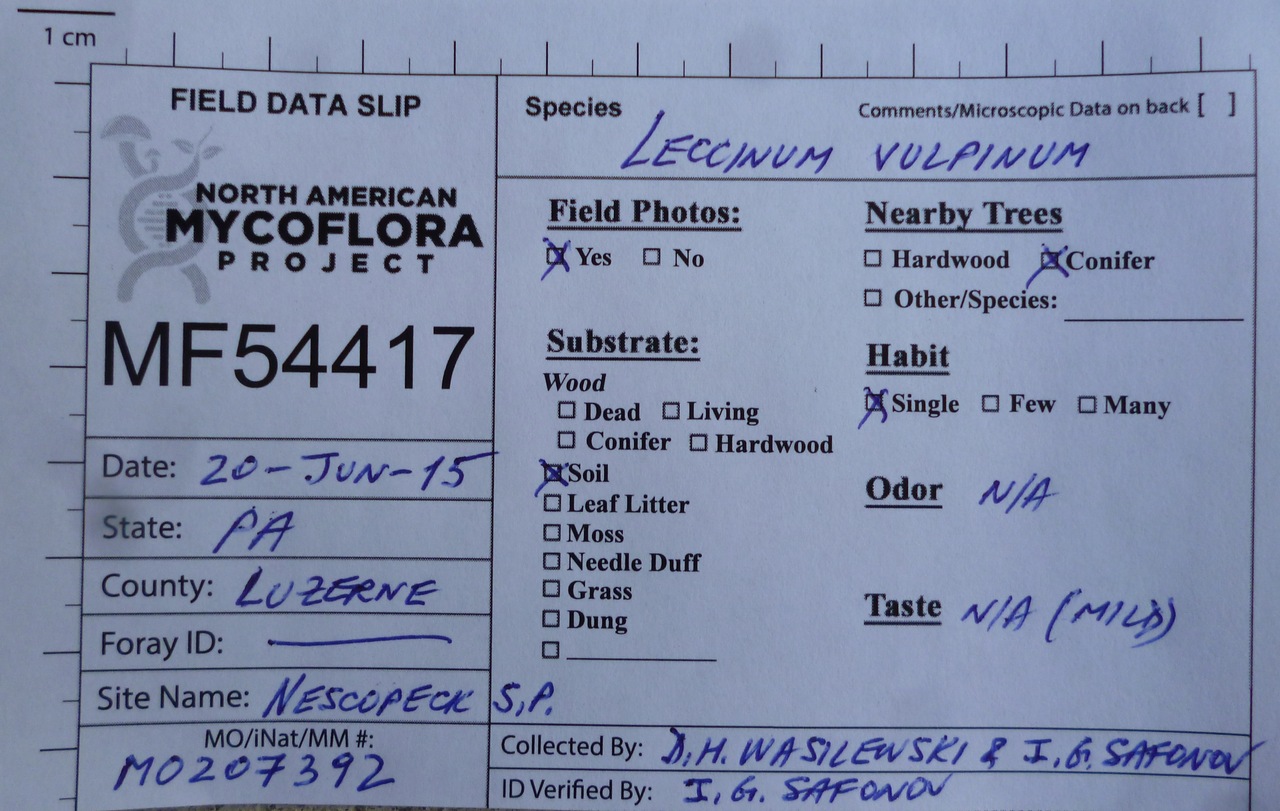 1 cm
FIELD DATA SLIP
NORTH AMERICAN
MYCOFLORA
PROJECT
MF54417
Date: 20-JUN-15
State: PA
County: LUZERNE
Foray ID: —
Site Name: NESCOPECK S.P.
MO/iNat/MM #:
MO207392
Species Comments/Microscopic Data on back [ ]
LECCINUM VULPINUM
Field Photos:
☒ Yes ☐ No
Substrate:
Wood
☐ Dead ☐ Living
☐ Conifer ☐ Hardwood
☒ Soil
☐ Leaf Litter
☐ Moss
☐ Needle Duff
☐ Grass
☐ Dung
☐
Nearby Trees
☐ Hardwood ☒ Conifer
☐ Other/Species:
Habit
☒ Single ☐ Few ☐ Many
Odor N/A
Taste N/A (MILD)
Collected By: D.H. WASILEWSKI & I.G. SAFONOV
ID Verified By: I.G. SAFONOV